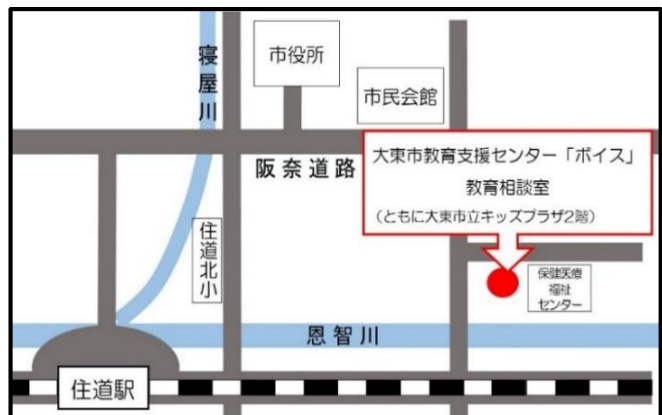 寝屋川
市役所
市民会館
阪奈道路
大東市教育支援センター「ボイス」
教育相談室
（ともに大東市立キッズプラザ2階）
住道北小
保健医療
福祉
センター
恩智川
住道駅